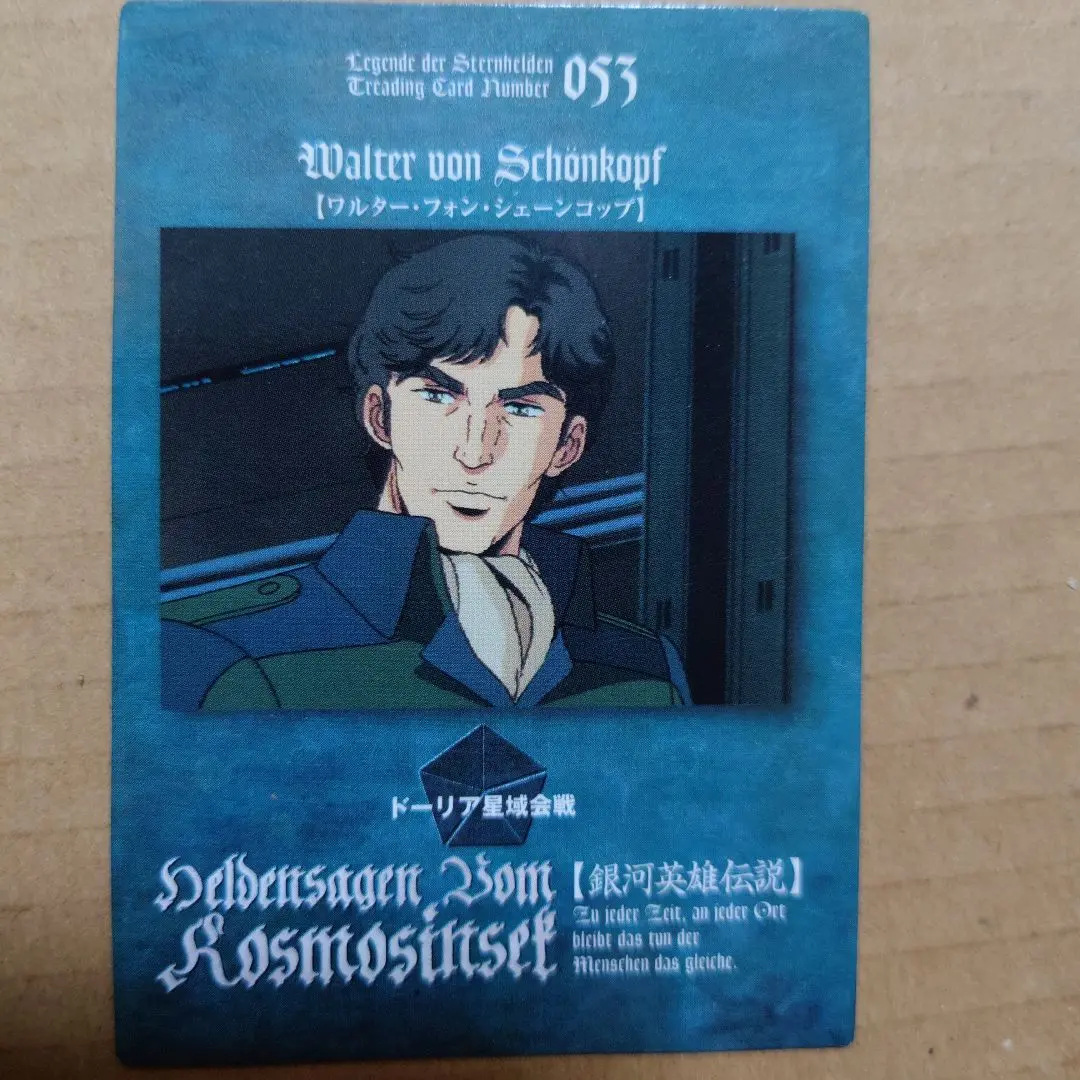 Legende der Sternhelden
Treading Card Number 053
Walter von Schönkopf
【ワルター・フォン・シェーンコップ】
ドーリア星域会戦
Heldensagen Vom
Kosmosinsel
【銀河英雄伝説】
Zu jeder Zeit, an jeder Ort
bleibt das tun der
Menschen das gleiche.